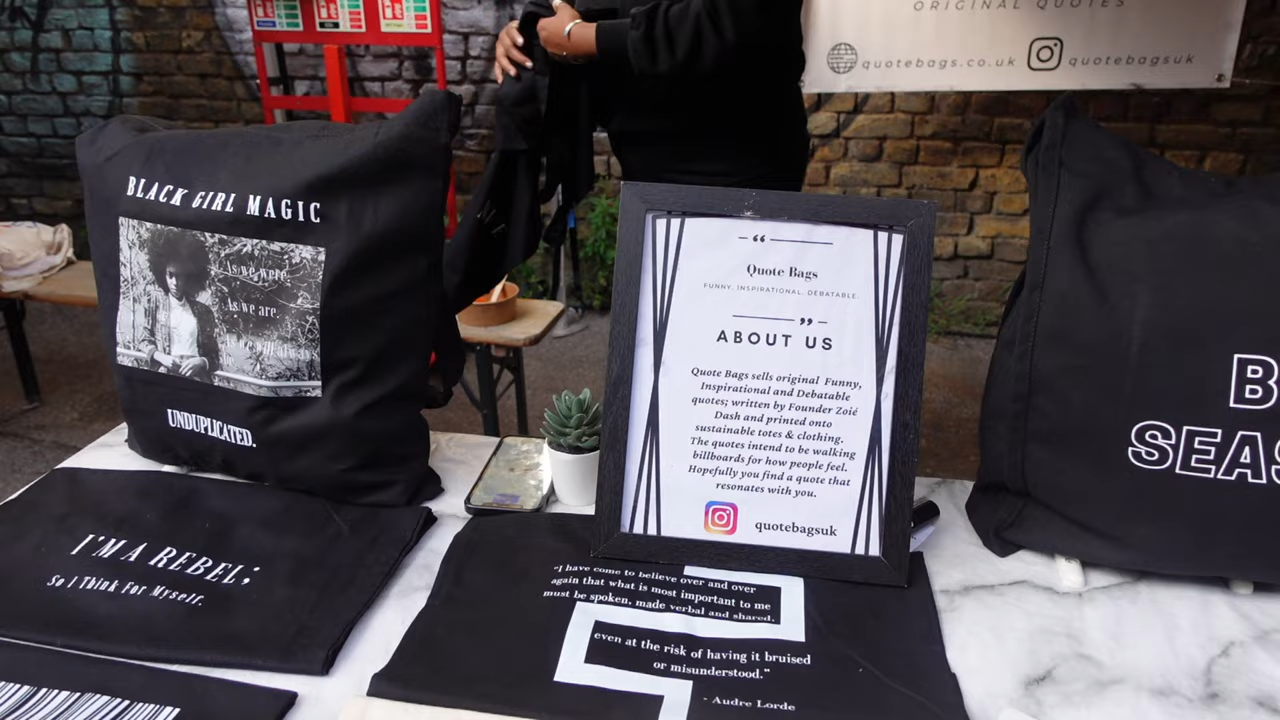 ORIGINAL QUOTES
quotebags.co.uk
quotebagsuk
BLACK GIRL MAGIC
As we were.
As we are.
As we will always
be.
UNDUPLICATED.
Quote Bags
FUNNY. INSPIRATIONAL. DEBATABLE.
ABOUT US
Quote Bags sells original Funny,
Inspirational and Debatable
quotes; written by Founder Zoié
Dash and printed onto
sustainable totes & clothing.
The quotes intend to be walking
billboards for how people feel.
Hopefully you find a quote that
resonates with you.
quotebagsuk
B
SEAS
I'M A REBEL;
So I Think For Myself.
"I have come to believe over and over
again that what is most important to me
must be spoken, made verbal and shared,
even at the risk of having it bruised
or misunderstood."
- Audre Lorde